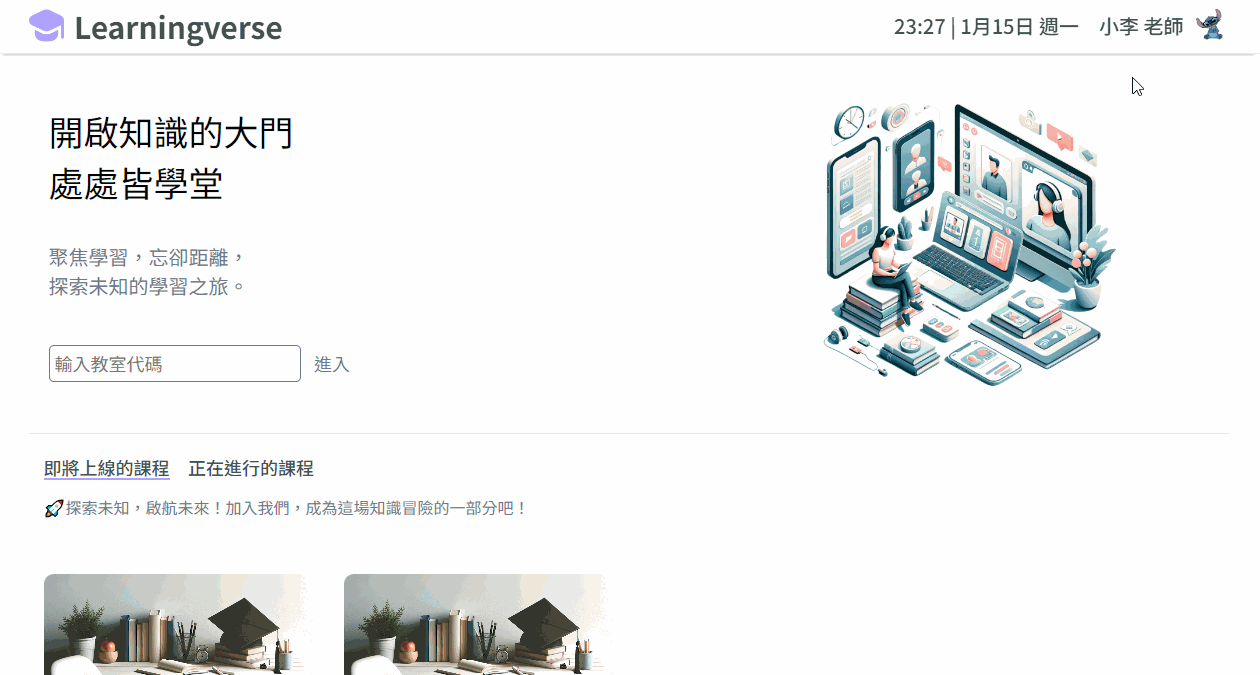 Learningverse
23:27 | 1月15日 週一 小李 老師
開啟知識的大門
處處皆學堂
聚焦學習，忘卻距離，
探索未知的學習之旅。
輸入教室代碼 進入
即將上線的課程 正在進行的課程
🚀探索未知，啟航未來！加入我們，成為這場知識冒險的一部分吧！